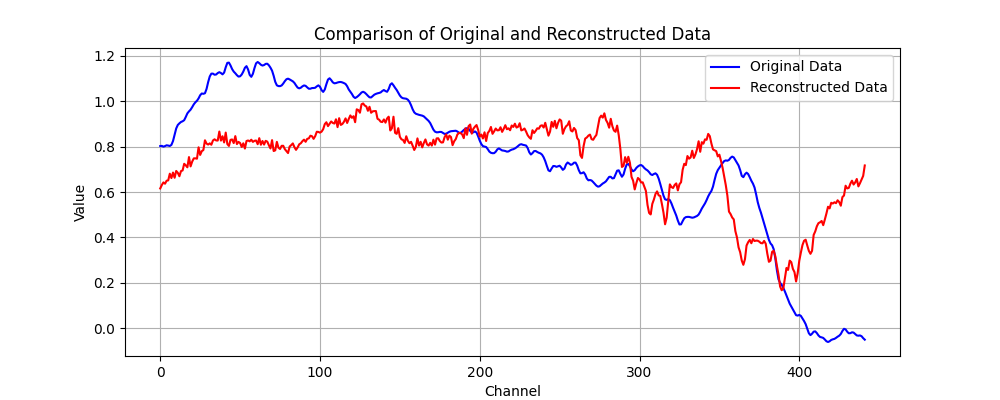 Comparison of Original and Reconstructed Data
Original Data
Reconstructed Data
Value
1.2
1.0
0.8
0.6
0.4
0.2
0.0
0
100
200
300
400
Channel